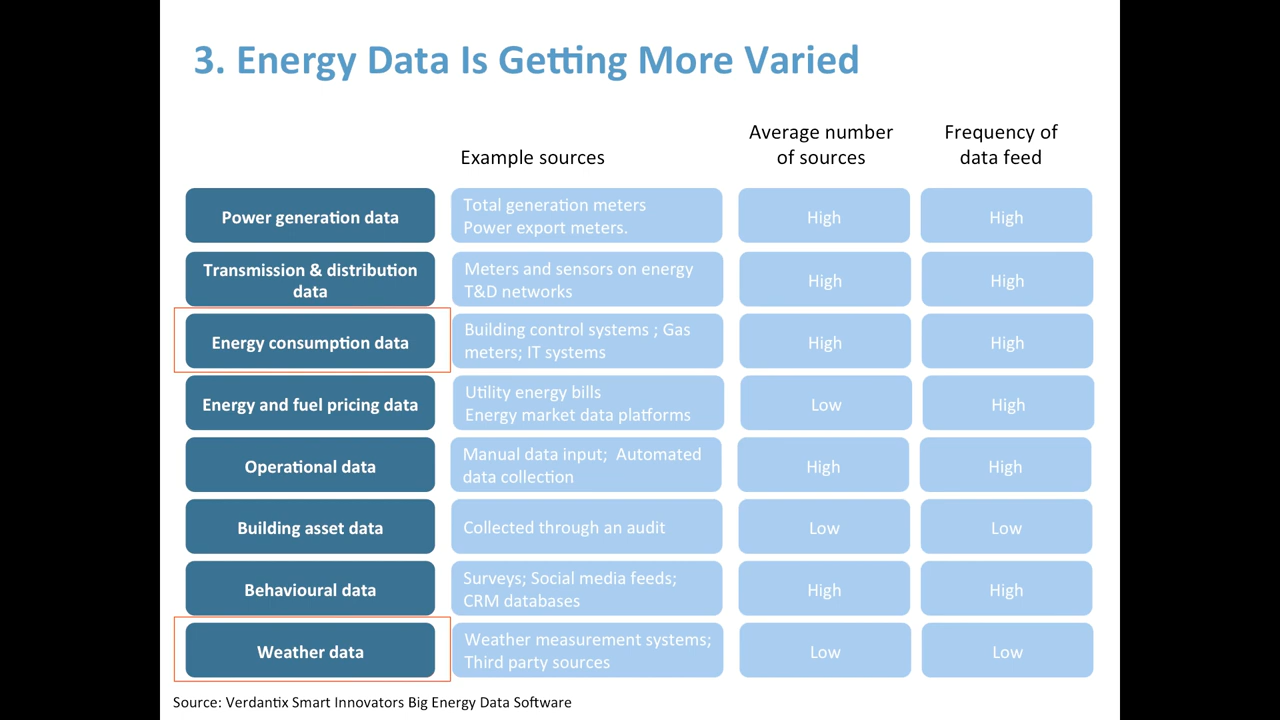 3. Energy Data Is Getting More Varied
Example sources
Average number
of sources
Frequency of
data feed
Power generation data
Total generation meters
Power export meters.
High
High
Transmission & distribution
data
Meters and sensors on energy
T&D networks
High
High
Energy consumption data
Building control systems ; Gas
meters; IT systems
High
High
Energy and fuel pricing data
Utility energy bills
Energy market data platforms
Low
High
Operational data
Manual data input;  Automated
data collection
High
High
Building asset data
Collected through an audit
Low
Low
Behavioural data
Surveys; Social media feeds;
CRM databases
High
High
Weather data
Weather measurement systems;
Third party sources
Low
Low
Source: Verdantix Smart Innovators Big Energy Data Software